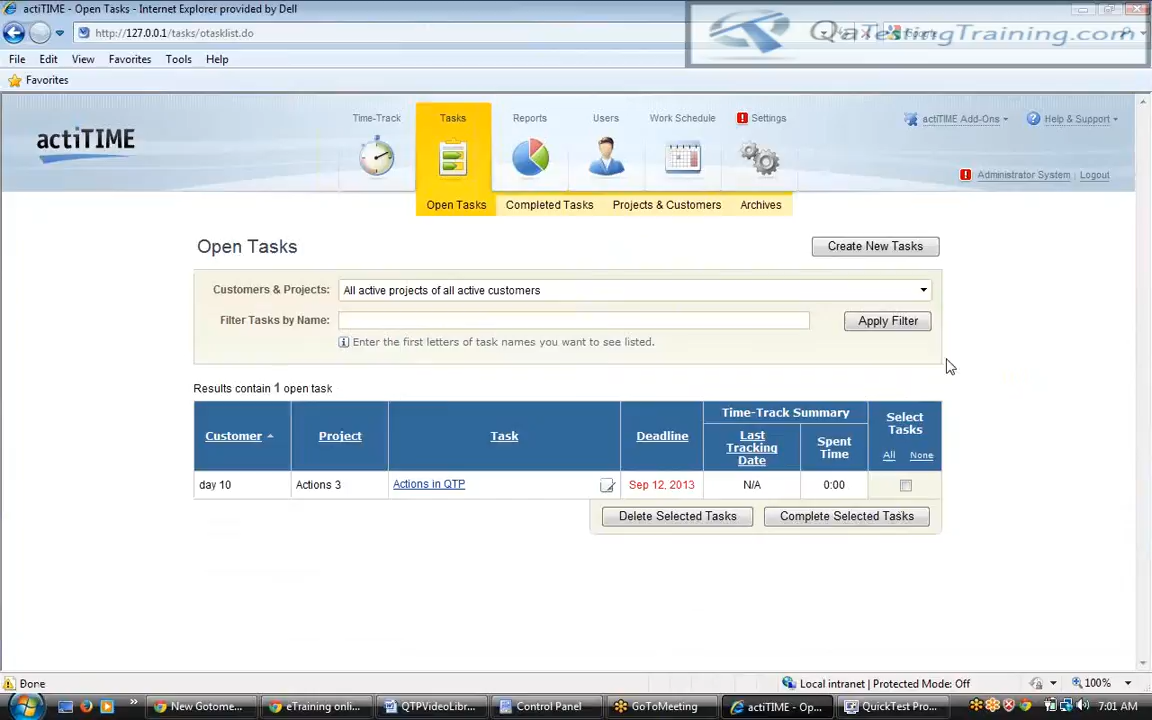 actiTIME - Open Tasks - Internet Explorer provided by Dell
http://127.0.0.1/tasks/otasklist.do
QaTestingTraining.com
File Edit View Favorites Tools Help
Favorites
actiTIME
Time-Track Tasks Reports Users Work Schedule Settings
actiTIME Add-Ons Help & Support
Administrator System Logout
Open Tasks Completed Tasks Projects & Customers Archives
Open Tasks
Create New Tasks
Customers & Projects: All active projects of all active customers
Filter Tasks by Name: Apply Filter
Enter the first letters of task names you want to see listed.
Results contain 1 open task
Customer Project Task Deadline
Time-Track Summary
Last Tracking Date
Spent Time
Select Tasks
All None
day 10 Actions 3 Actions in QTP Sep 12, 2013 N/A 0:00
Delete Selected Tasks Complete Selected Tasks
Done Local intranet | Protected Mode: Off 100%
New Gotome... eTraining onli... QTPVideoLibr... Control Panel GoToMeeting actiTIME - Op... QuickTest Pro... 7:01 AM